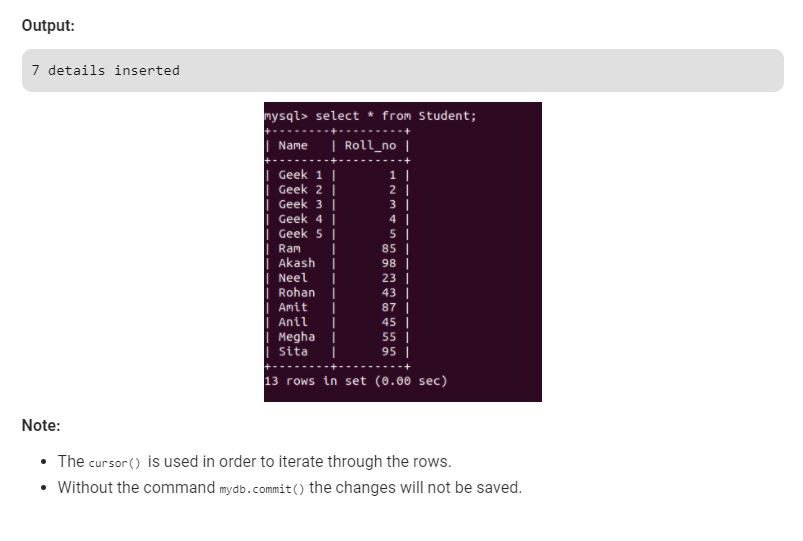 Output:
7 details inserted
mysql> select * from Student;
+--------+---------+
| Name   | Roll_no |
+--------+---------+
| Geek 1 |       1 |
| Geek 2 |       2 |
| Geek 3 |       3 |
| Geek 4 |       4 |
| Geek 5 |       5 |
| Ram    |      85 |
| Akash  |      98 |
| Neel   |      23 |
| Rohan  |      43 |
| Amit   |      87 |
| Anil   |      45 |
| Megha  |      55 |
| Sita   |      95 |
+--------+---------+
13 rows in set (0.00 sec)
Note:
• The cursor() is used in order to iterate through the rows.
• Without the command mydb.commit() the changes will not be saved.